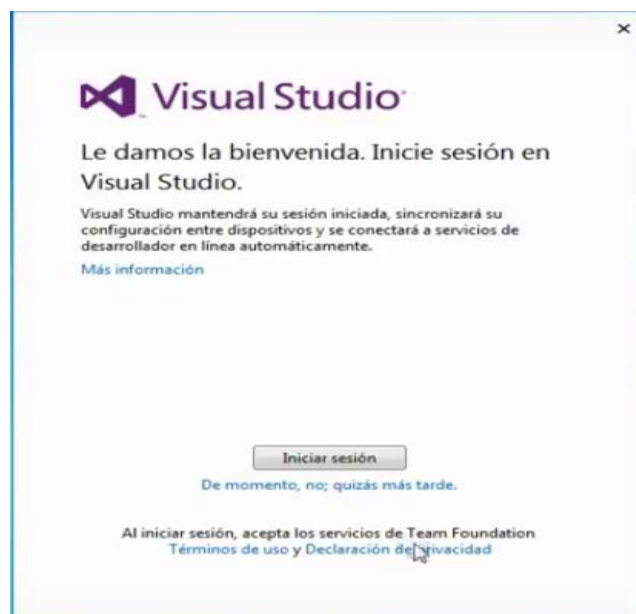 Visual Studio
Le damos la bienvenida. Inicie sesión en
Visual Studio.
Visual Studio mantendrá su sesión iniciada, sincronizará su
configuración entre dispositivos y se conectará a servicios de
desarrollador en línea automáticamente.
Más información
Iniciar sesión
De momento, no; quizás más tarde.
Al iniciar sesión, acepta los servicios de Team Foundation
Términos de uso y Declaración de privacidad